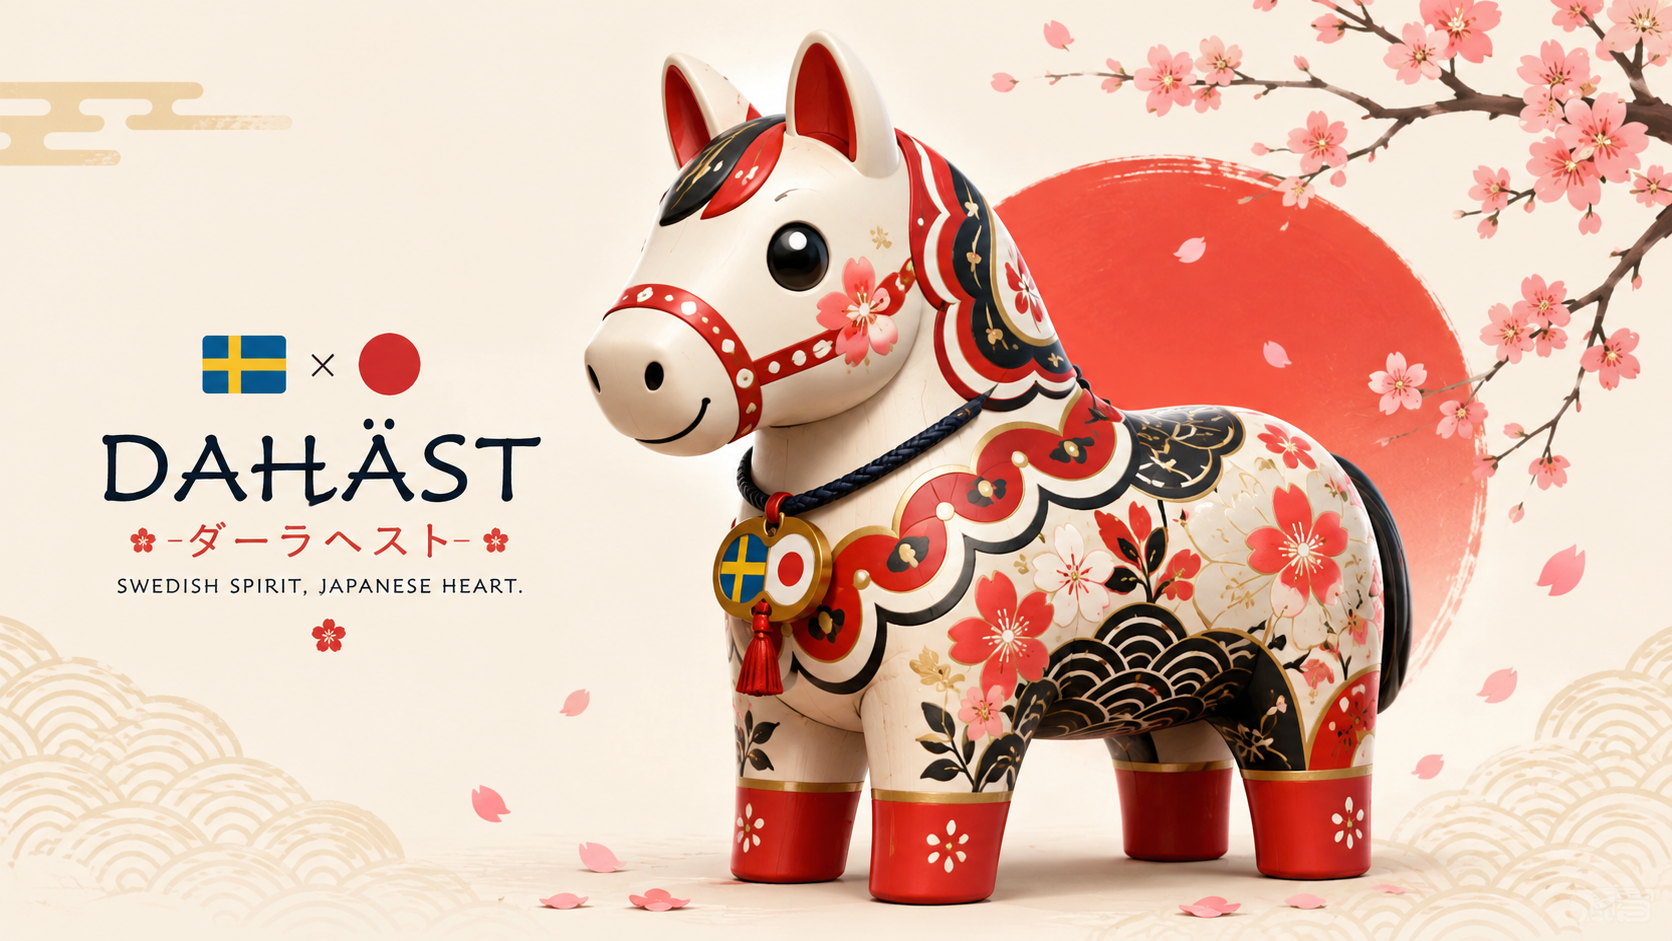 ×
DAHÄST
-ダーラヘスト-
SWEDISH SPIRIT, JAPANESE HEART.